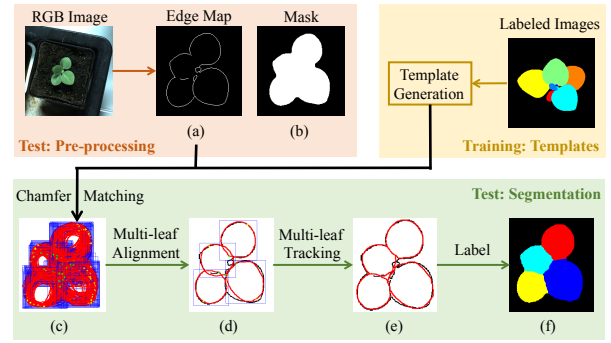 RGB Image
Edge Map
Mask
(a)
(b)
Test: Pre-processing
Labeled Images
Template
Generation
Training: Templates
Chamfer Matching
Test: Segmentation
Multi-leaf
Alignment
Multi-leaf
Tracking
Label
(c)
(d)
(e)
(f)